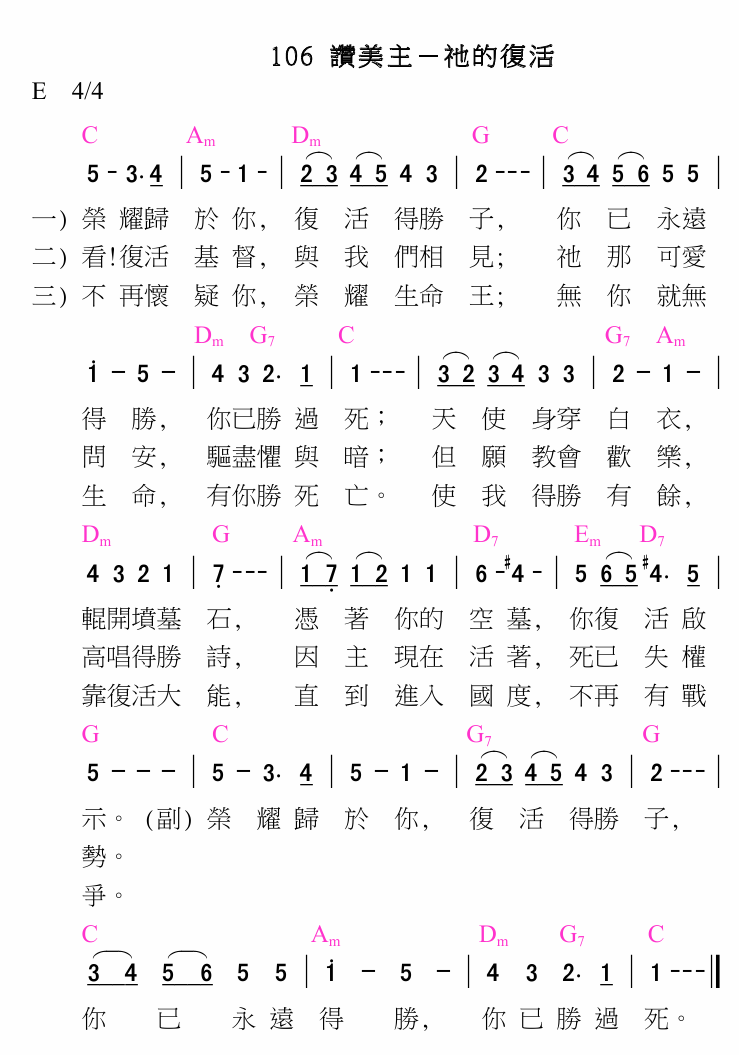 106 讚美主－祂的復活
E 4/4
C Am Dm G C
5 - 3. 4 | 5 - 1 - | 2 3 4 5 4 3 | 2 - - - | 3 4 5 6 5 5 |
一) 榮 耀歸 於 你, 復 活 得勝 子, 你 已 永遠
二) 看!復活 基 督, 與 我 們相 見; 祂 那 可愛
三) 不 再懷 疑 你, 榮 耀 生命 王; 無 你 就無
Dm G7 C G7 Am
i - 5 - | 4 3 2. 1 | 1 - - - | 3 2 3 4 3 3 | 2 - 1 - |
得 勝, 你已勝 過 死; 天 使 身穿 白 衣,
問 安, 驅盡懼 與 暗; 但 願 教會 歡 樂,
生 命, 有你勝 死 亡。 使 我 得勝 有 餘,
Dm G Am D7 Em D7
4 3 2 1 | 7 - - - | 1 7 1 2 1 1 | 6 - #4 - | 5 6 5 #4. 5 |
輥開墳墓 石, 憑 著 你的 空 墓, 你復 活 啟
高唱得勝 詩, 因 主 現在 活 著, 死已 失 權
靠復活大 能, 直 到 進入 國 度, 不再 有 戰
G C G7 G
5 - - - | 5 - 3. 4 | 5 - 1 - | 2 3 4 5 4 3 | 2 - - - |
示。 (副) 榮 耀 歸 於 你, 復 活 得勝 子,
勢。
爭。
C Am Dm G7 C
3 4 5 6 5 5 | i - 5 - | 4 3 2. 1 | 1 - - - ||
你 已 永 遠 得 勝, 你 已 勝 過 死。